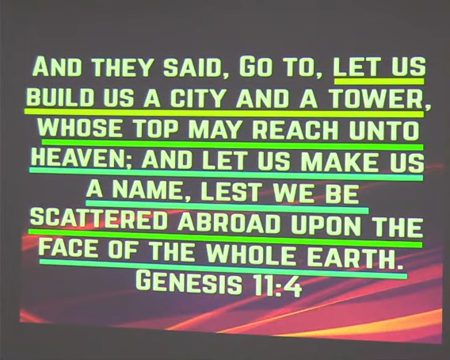 AND THEY SAID, GO TO, LET US
BUILD US A CITY AND A TOWER,
WHOSE TOP MAY REACH UNTO
HEAVEN; AND LET US MAKE US
A NAME, LEST WE BE
SCATTERED ABROAD UPON THE
FACE OF THE WHOLE EARTH.
GENESIS 11:4